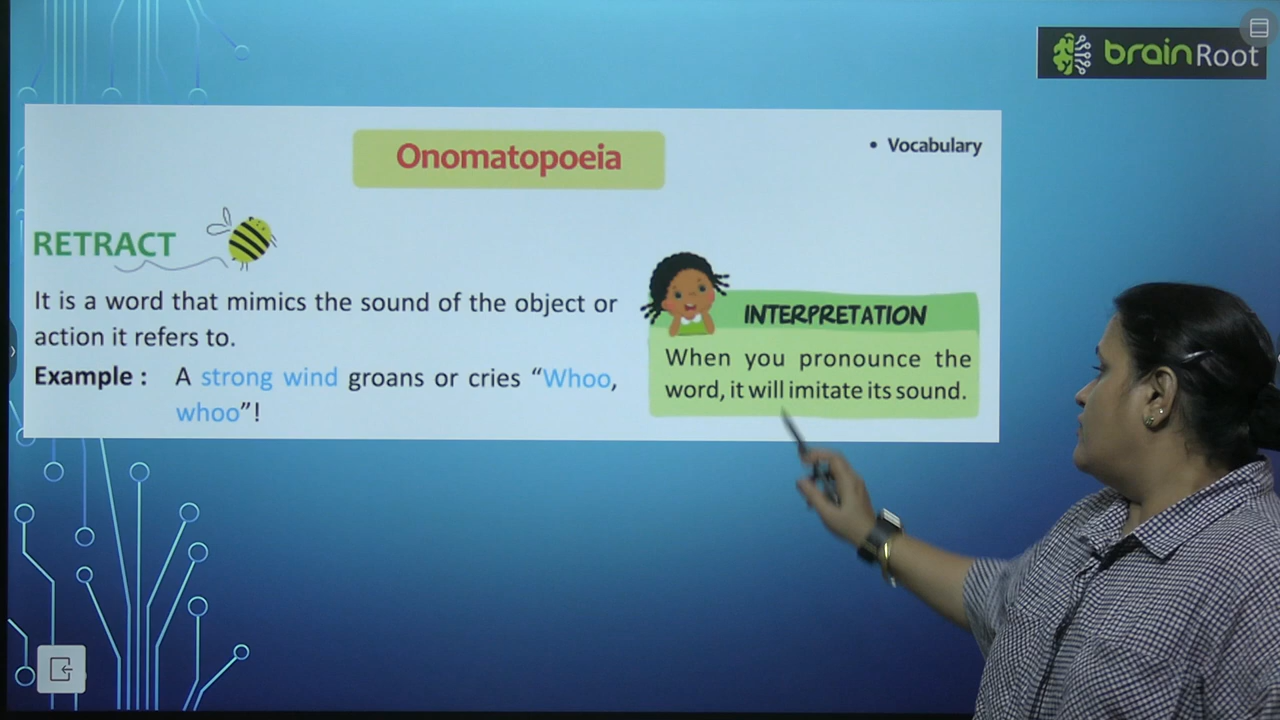 brainRoot
Onomatopoeia
• Vocabulary
RETRACT
It is a word that mimics the sound of the object or
action it refers to.
Example : A strong wind groans or cries “Whoo,
whoo”!
INTERPRETATION
When you pronounce the
word, it will imitate its sound.